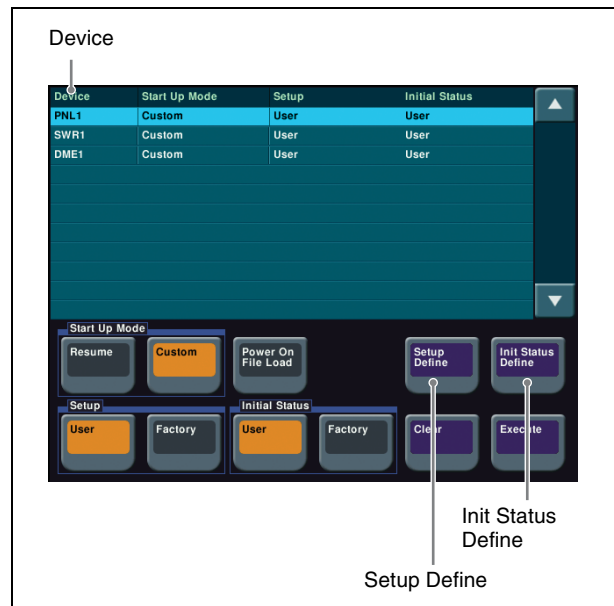 Device
Device Start Up Mode Setup Initial Status
PNL1 Custom User User
SWR1 Custom User User
DME1 Custom User User
Start Up Mode
Resume Custom Power On File Load Setup Define Init Status Define
Setup Initial Status
User Factory User Factory Clear Execute
Init Status
Define
Setup Define